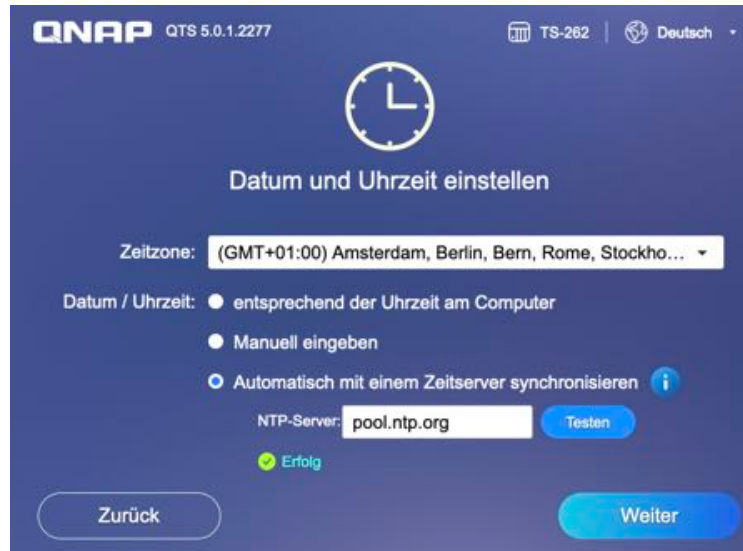 QNAP QTS 5.0.1.2277 TS-262 Deutsch
Datum und Uhrzeit einstellen
Zeitzone: (GMT+01:00) Amsterdam, Berlin, Bern, Rome, Stockho...
Datum / Uhrzeit: entsprechend der Uhrzeit am Computer
Manuell eingeben
Automatisch mit einem Zeitserver synchronisieren i
NTP-Server: pool.ntp.org Testen
Erfolg
Zurück Weiter